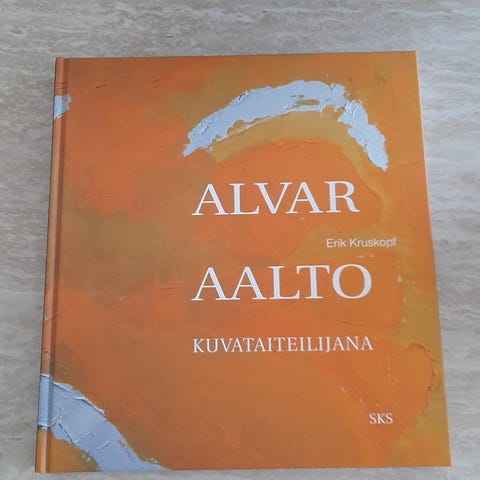 ALVAR
Erik Kruskopf
AALTO
KUVATAITEILIJANA
SKS